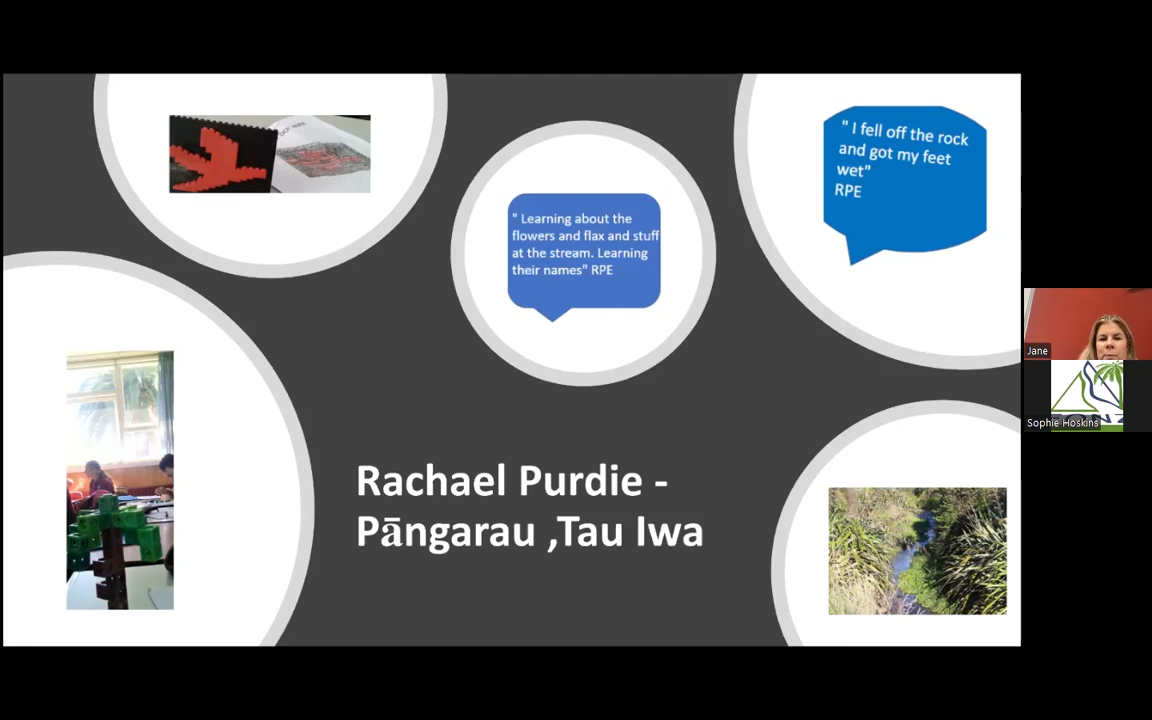 " Learning about the
flowers and flax and stuff
at the stream. Learning
their names" RPE
" I fell off the rock
and got my feet
wet"
RPE
Rachael Purdie -
Pāngarau ,Tau Iwa
Jane
Sophie Hoskins